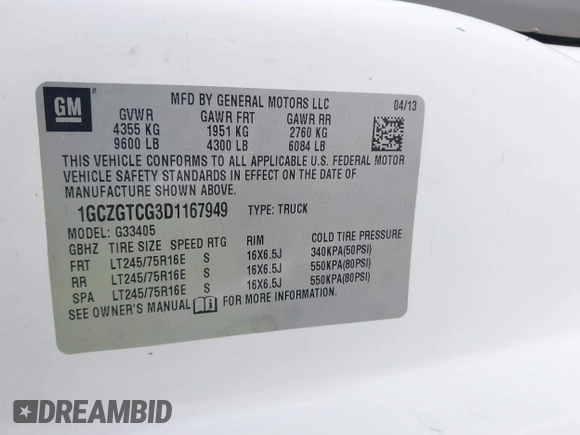 GM
MFD BY GENERAL MOTORS LLC 04/13
GVWR GAWR FRT GAWR RR
4355 KG 1951 KG 2760 KG
9600 LB 4300 LB 6084 LB
THIS VEHICLE CONFORMS TO ALL APPLICABLE U.S. FEDERAL MOTOR
VEHICLE SAFETY STANDARDS IN EFFECT ON THE DATE OF
MANUFACTURE SHOWN ABOVE.
1GCZGTCG3D1167949 TYPE: TRUCK
MODEL: G33405
GBHZ TIRE SIZE SPEED RTG RIM COLD TIRE PRESSURE
FRT LT245/75R16E S 16X6.5J 340KPA(50PSI)
RR LT245/75R16E S 16X6.5J 550KPA(80PSI)
SPA LT245/75R16E S 16X6.5J 550KPA(80PSI)
SEE OWNER'S MANUAL FOR MORE INFORMATION
DREAMBID